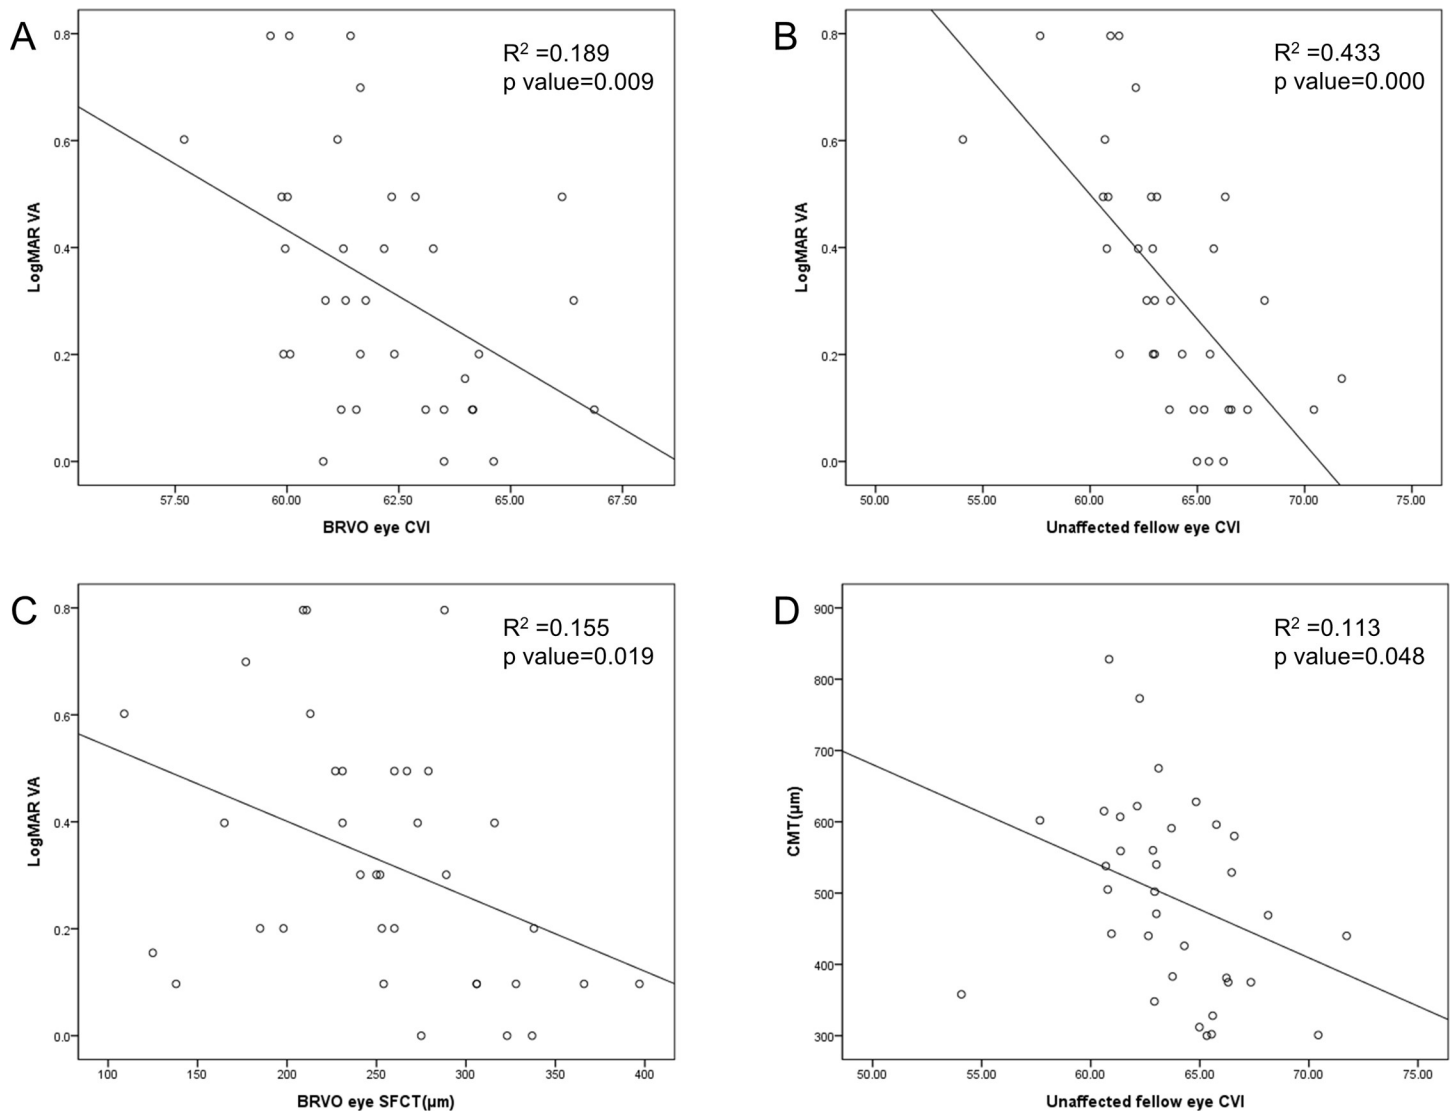 A
R² =0.189
p value=0.009
LogMAR VA
0.8
0.6
0.4
0.2
0.0
57.50 60.00 62.50 65.00 67.50
BRVO eye CVI
B
R² =0.433
p value=0.000
LogMAR VA
0.8
0.6
0.4
0.2
0.0
50.00 55.00 60.00 65.00 70.00 75.00
Unaffected fellow eye CVI
C
R² =0.155
p value=0.019
LogMAR VA
0.8
0.6
0.4
0.2
0.0
100 150 200 250 300 350 400
BRVO eye SFCT(μm)
D
R² =0.113
p value=0.048
CMT(μm)
900
800
700
600
500
400
300
50.00 55.00 60.00 65.00 70.00 75.00
Unaffected fellow eye CVI